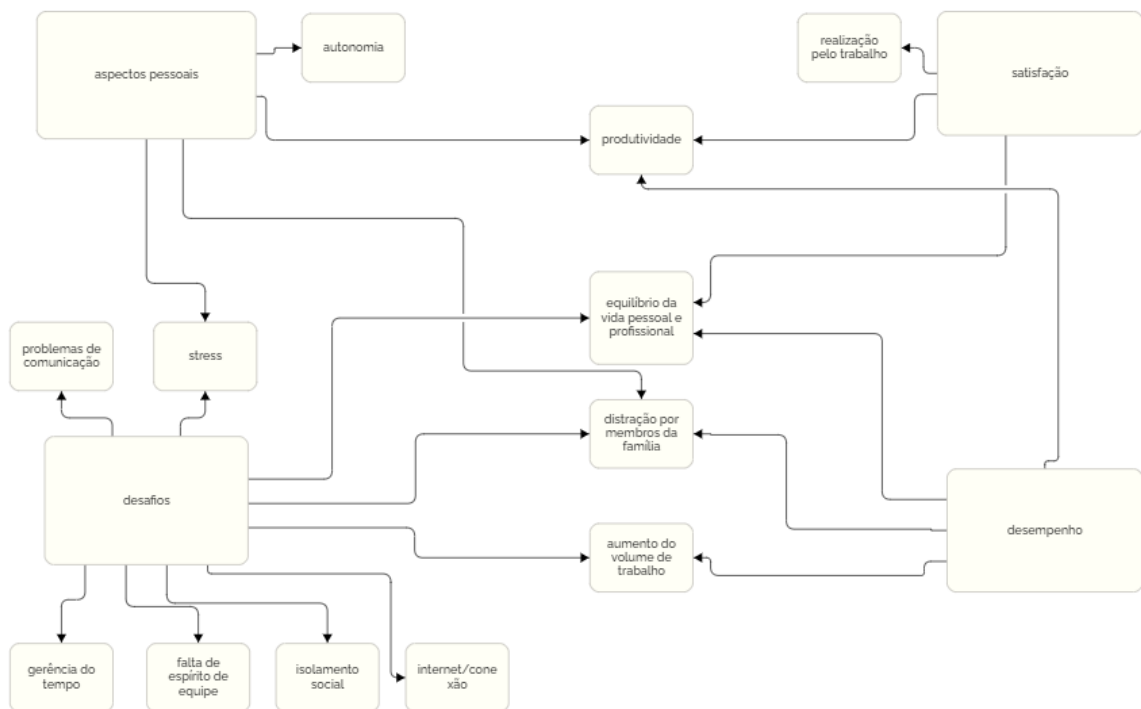 aspectos pessoais
autonomia
realização
pelo trabalho
satisfação
produtividade
equilíbrio da
vida pessoal e
profissional
problemas de
comunicação
stress
distração por
membros da
família
desafios
desempenho
aumento do
volume de
trabalho
gerência do
tempo
falta de
espírito de
equipe
isolamento
social
internet/cone
xão